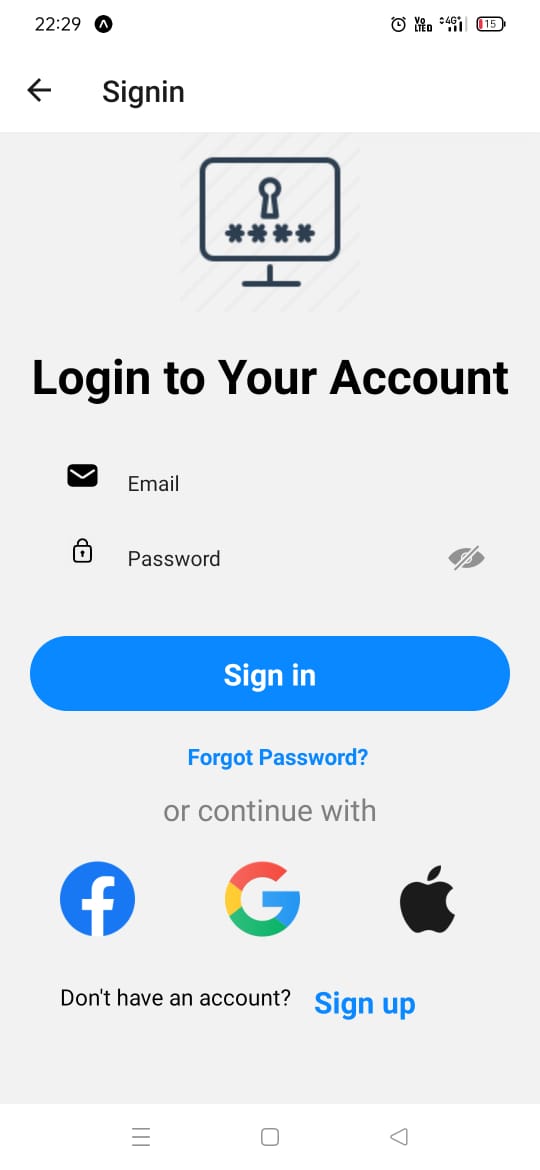 22:29
Vo
LTED 4G 15
Signin
****
Login to Your Account
Email
Password
Sign in
Forgot Password?
or continue with
Don't have an account? Sign up